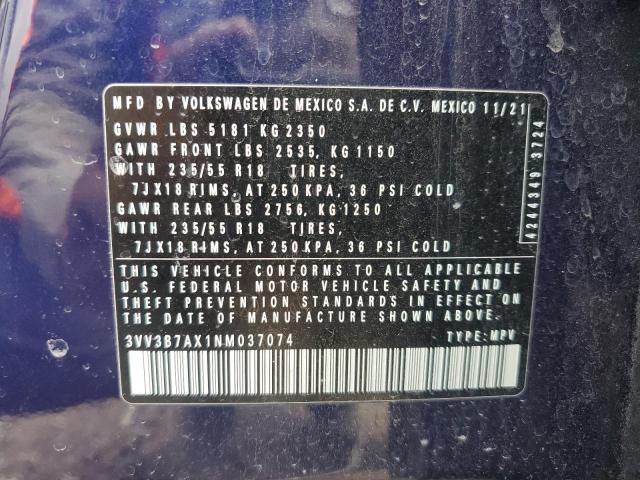 MFD BY VOLKSWAGEN DE MEXICO S.A. DE C.V. MEXICO 11/21
GVWR LBS 5181 KG 2350
GAWR FRONT LBS 2535, KG 1150
WITH 235/55 R18 TIRES,
7JX18 RIMS, AT 250 KPA, 36 PSI COLD
GAWR REAR LBS 2756, KG 1250
WITH 235/55 R18 TIRES,
7JX18 RIMS, AT 250 KPA, 36 PSI COLD
4244349 3724
THIS VEHICLE CONFORMS TO ALL APPLICABLE
U.S. FEDERAL MOTOR VEHICLE SAFETY AND
THEFT PREVENTION STANDARDS IN EFFECT ON
THE DATE OF MANUFACTURE SHOWN ABOVE.
3VV3B7AX1NM037074 TYPE: MPV